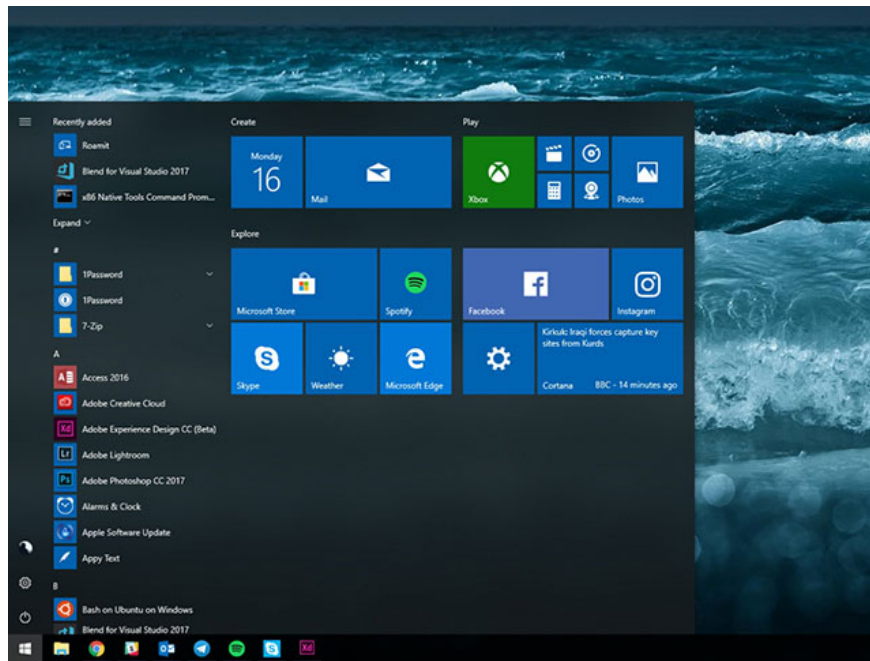 Recently added
Roamit
Blend for Visual Studio 2017
x86 Native Tools Command Prom...
Expand
#
1Password
1Password
7-Zip
A
Access 2016
Adobe Creative Cloud
Adobe Experience Design CC (Beta)
Adobe Lightroom
Adobe Photoshop CC 2017
Alarms & Clock
Apple Software Update
Appy Text
B
Bash on Ubuntu on Windows
Blend for Visual Studio 2017
Create
Monday
16
Mail
Play
Xbox
Photos
Explore
Microsoft Store
Spotify
Facebook
Instagram
Skype
Weather
Microsoft Edge
Kirkuk: Iraqi forces capture key
sites from Kurds
Cortana
BBC - 14 minutes ago